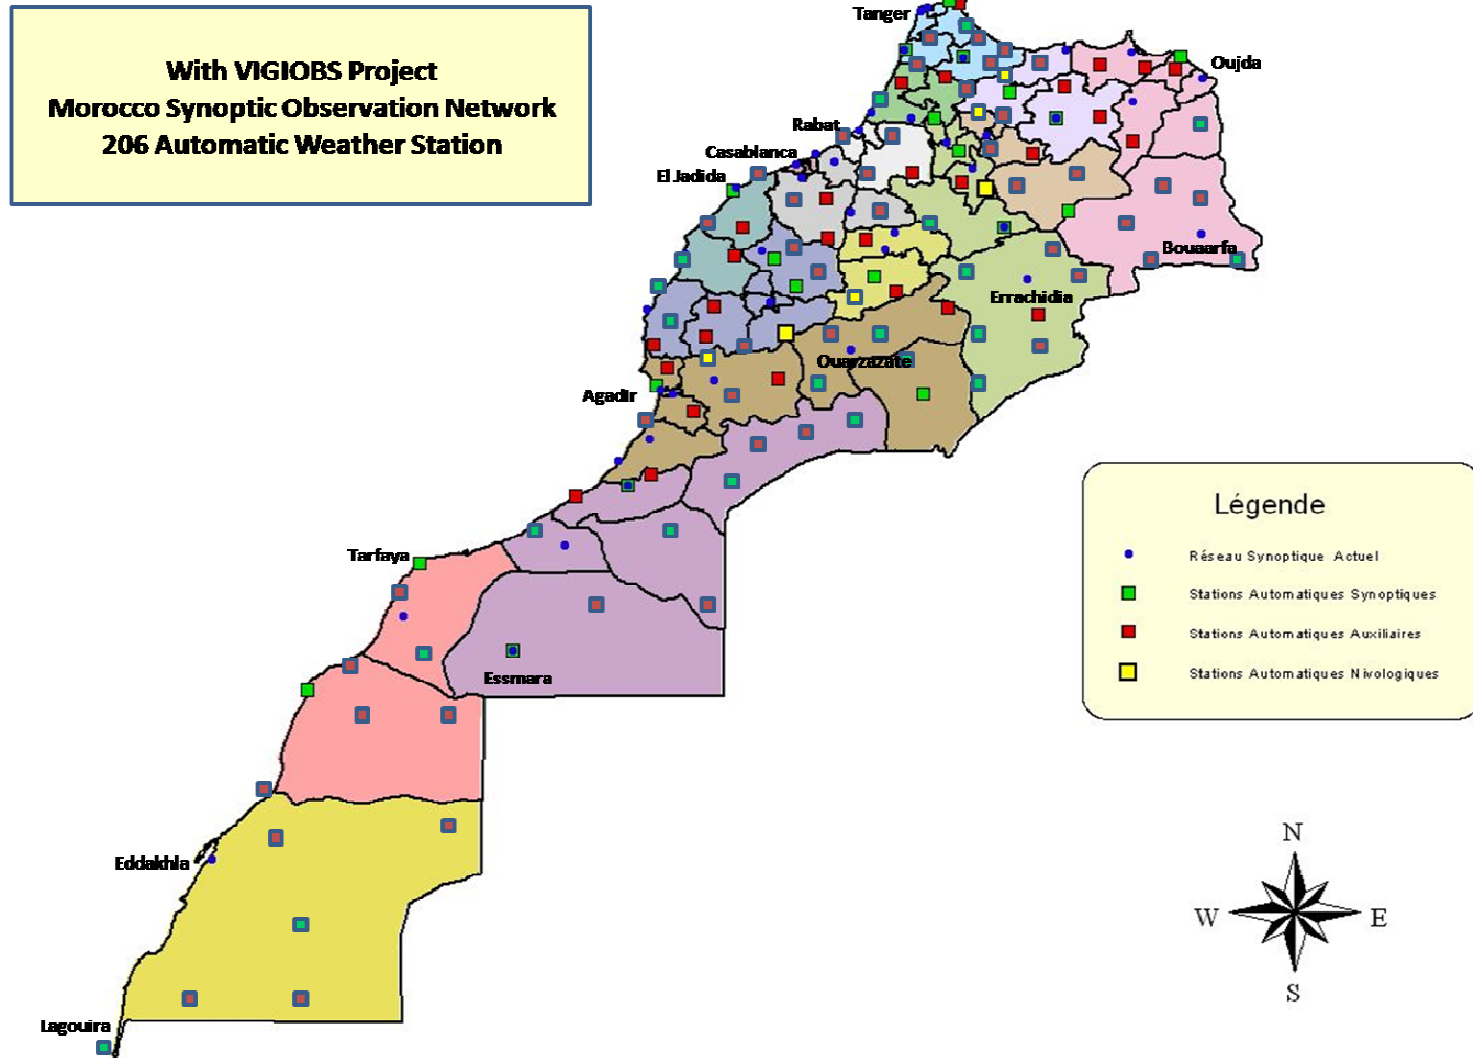 With VIGIOBS Project
Morocco Synoptic Observation Network
206 Automatic Weather Station
Tanger
Oujda
Rabat
Casablanca
El Jadida
Bouaarfa
Errachidia
Ouarzazate
Agadir
Tarfaya
Essmara
Eddakhla
Lagouira
Légende
Réseau Synoptique Actuel
Stations Automatiques Synoptiques
Stations Automatiques Auxiliaires
Stations Automatiques Nivologiques
N
W E
S